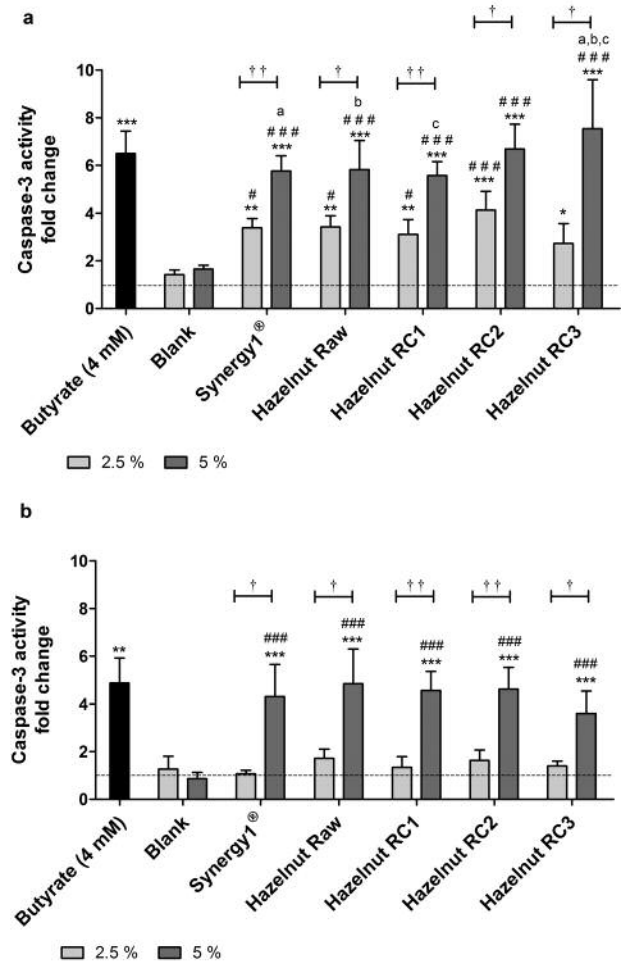 a
† †
†
† †
†
†
Caspase-3 activity
fold change
10
8
6
4
2
0
***
#
**
a
# # #
***
#
**
b
# # #
***
#
**
c
# # #
***
# # #
***
# # #
***
*
a,b,c
# # #
***
Butyrate (4 mM)
Blank
Synergy1®
Hazelnut Raw
Hazelnut RC1
Hazelnut RC2
Hazelnut RC3
2.5 %
5 %
b
†
†
† †
† †
†
Caspase-3 activity
fold change
10
8
6
4
2
0
**
###
***
###
***
###
***
###
***
###
***
Butyrate (4 mM)
Blank
Synergy1®
Hazelnut Raw
Hazelnut RC1
Hazelnut RC2
Hazelnut RC3
2.5 %
5 %